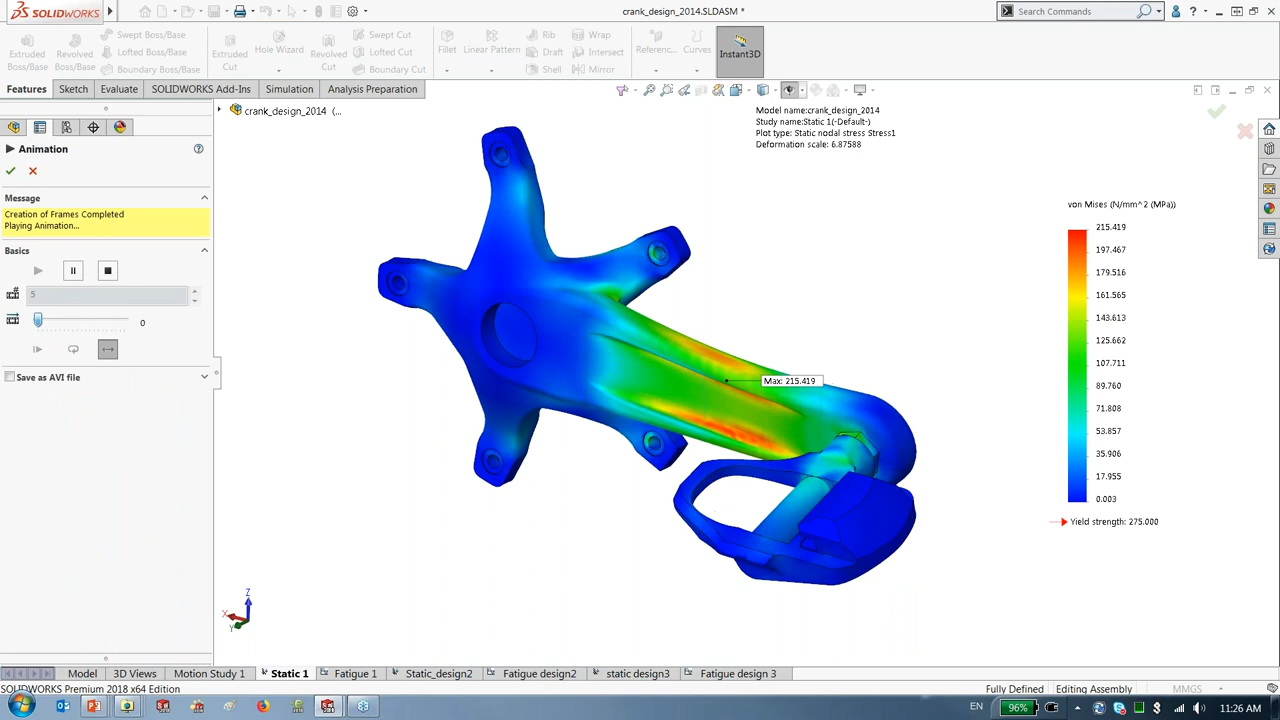 SOLIDWORKS
crank_design_2014.SLDASM *
Search Commands
Extruded Boss/Base
Revolved Boss/Base
Swept Boss/Base
Lofted Boss/Base
Boundary Boss/Base
Extruded Cut
Hole Wizard
Revolved Cut
Swept Cut
Lofted Cut
Boundary Cut
Fillet
Linear Pattern
Rib
Draft
Shell
Wrap
Intersect
Mirror
Referenc...
Curves
Instant3D
Features
Sketch
Evaluate
SOLIDWORKS Add-Ins
Simulation
Analysis Preparation
crank_design_2014 (...
Model name:crank_design_2014
Study name:Static 1(-Default-)
Plot type: Static nodal stress Stress1
Deformation scale: 6.87588
Animation
Message
Creation of Frames Completed
Playing Animation...
Basics
5
0
Save as AVI file
von Mises (N/mm^2 (MPa))
215.419
197.467
179.516
161.565
143.613
125.662
107.711
89.760
71.808
53.857
35.906
17.955
0.003
Yield strength: 275.000
Max: 215.419
Z
X
Y
Model
3D Views
Motion Study 1
Static 1
Fatigue 1
Static_design2
Fatigue design2
static design3
Fatigue design 3
SOLIDWORKS Premium 2018 x64 Edition
Fully Defined
Editing Assembly
MMGS
EN
96%
11:26 AM